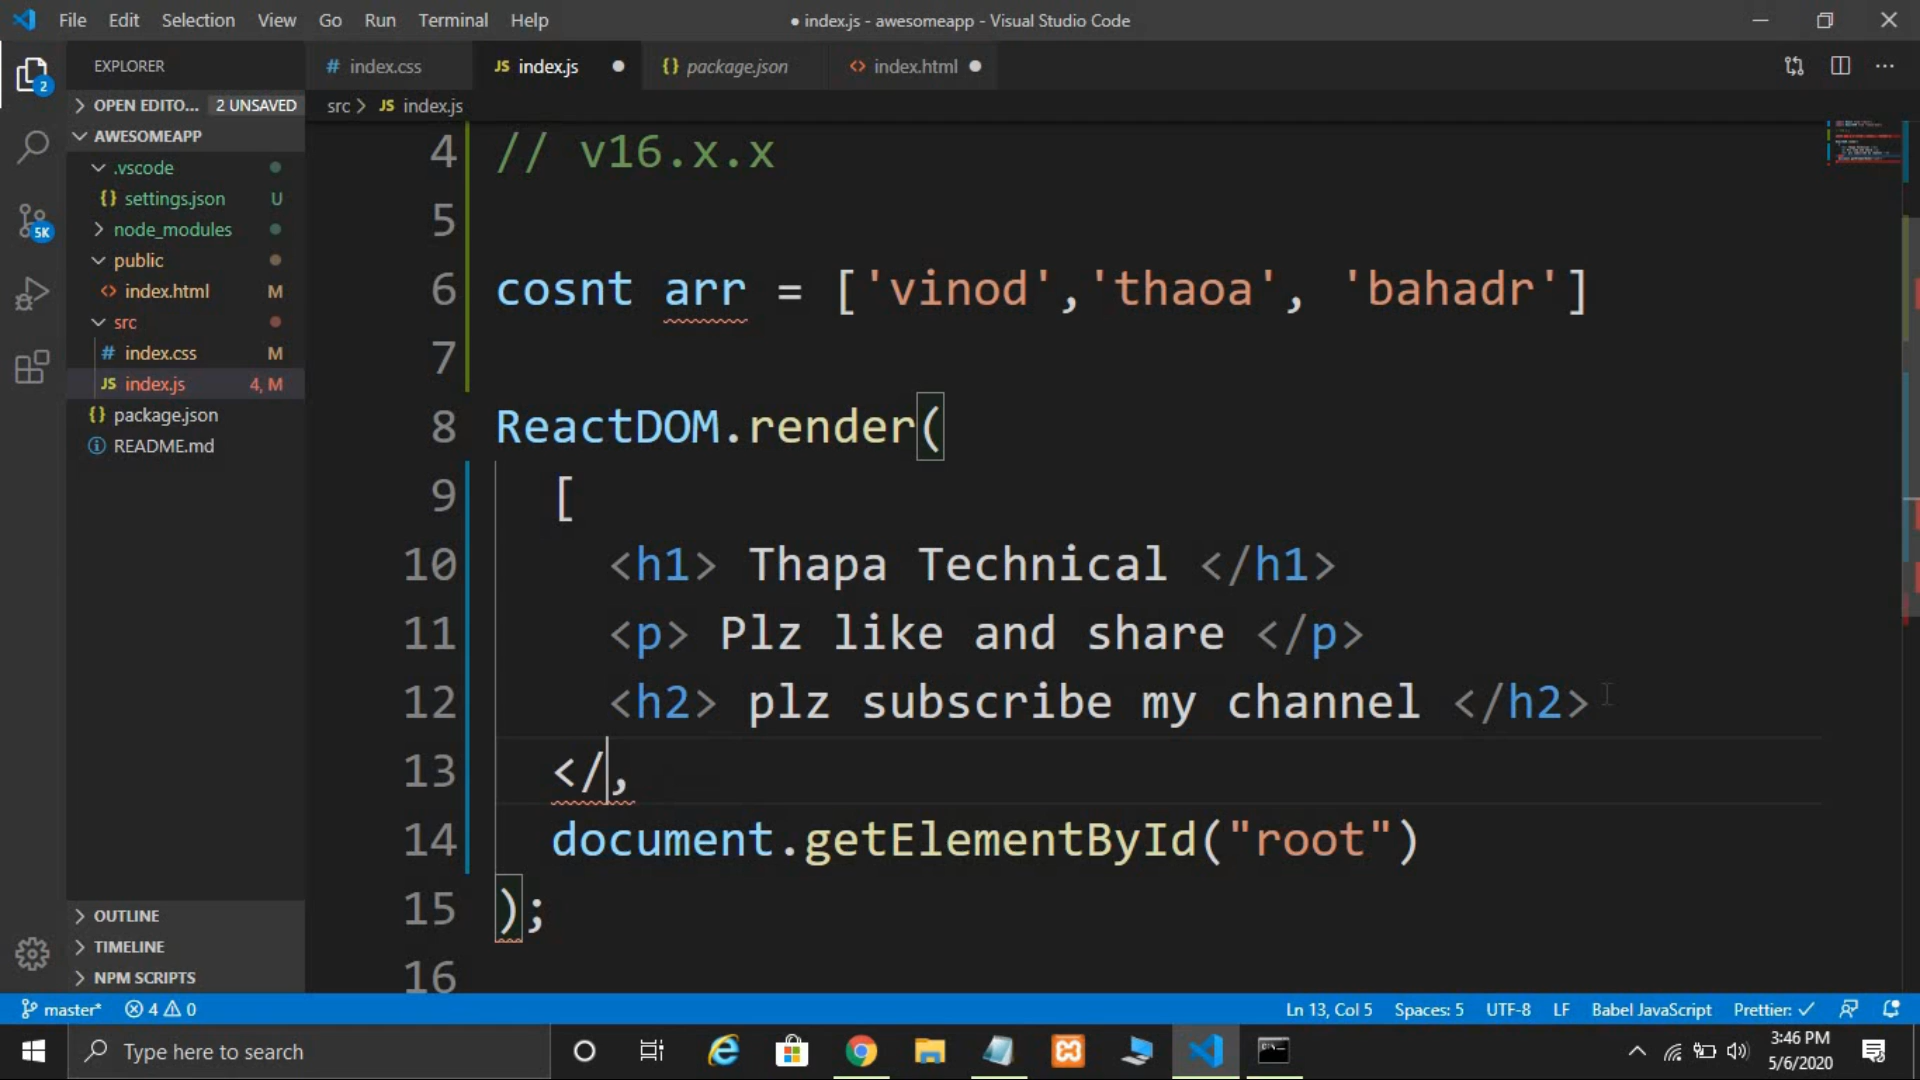 File Edit Selection View Go Run Terminal Help
● index.js - awesomeapp - Visual Studio Code
EXPLORER
# index.css
JS index.js ●
{} package.json
<> index.html ●
OPEN EDITO... 2 UNSAVED
src > JS index.js
AWESOMEAPP
.vscode
{} settings.json U
node_modules
public
<> index.html M
src
# index.css M
JS index.js 4, M
{} package.json
README.md
2
5K
4 // v16.x.x
5
6 cosnt arr = ['vinod','thaoa', 'bahadr']
7
8 ReactDOM.render(
9 [
10 <h1> Thapa Technical </h1>
11 <p> Plz like and share </p>
12 <h2> plz subscribe my channel </h2>
13 </,
14 document.getElementById("root")
15 );
16
OUTLINE
TIMELINE
NPM SCRIPTS
master* 4 0
Ln 13, Col 5 Spaces: 5 UTF-8 LF Babel JavaScript Prettier: ✓
Type here to search
3:46 PM
5/6/2020